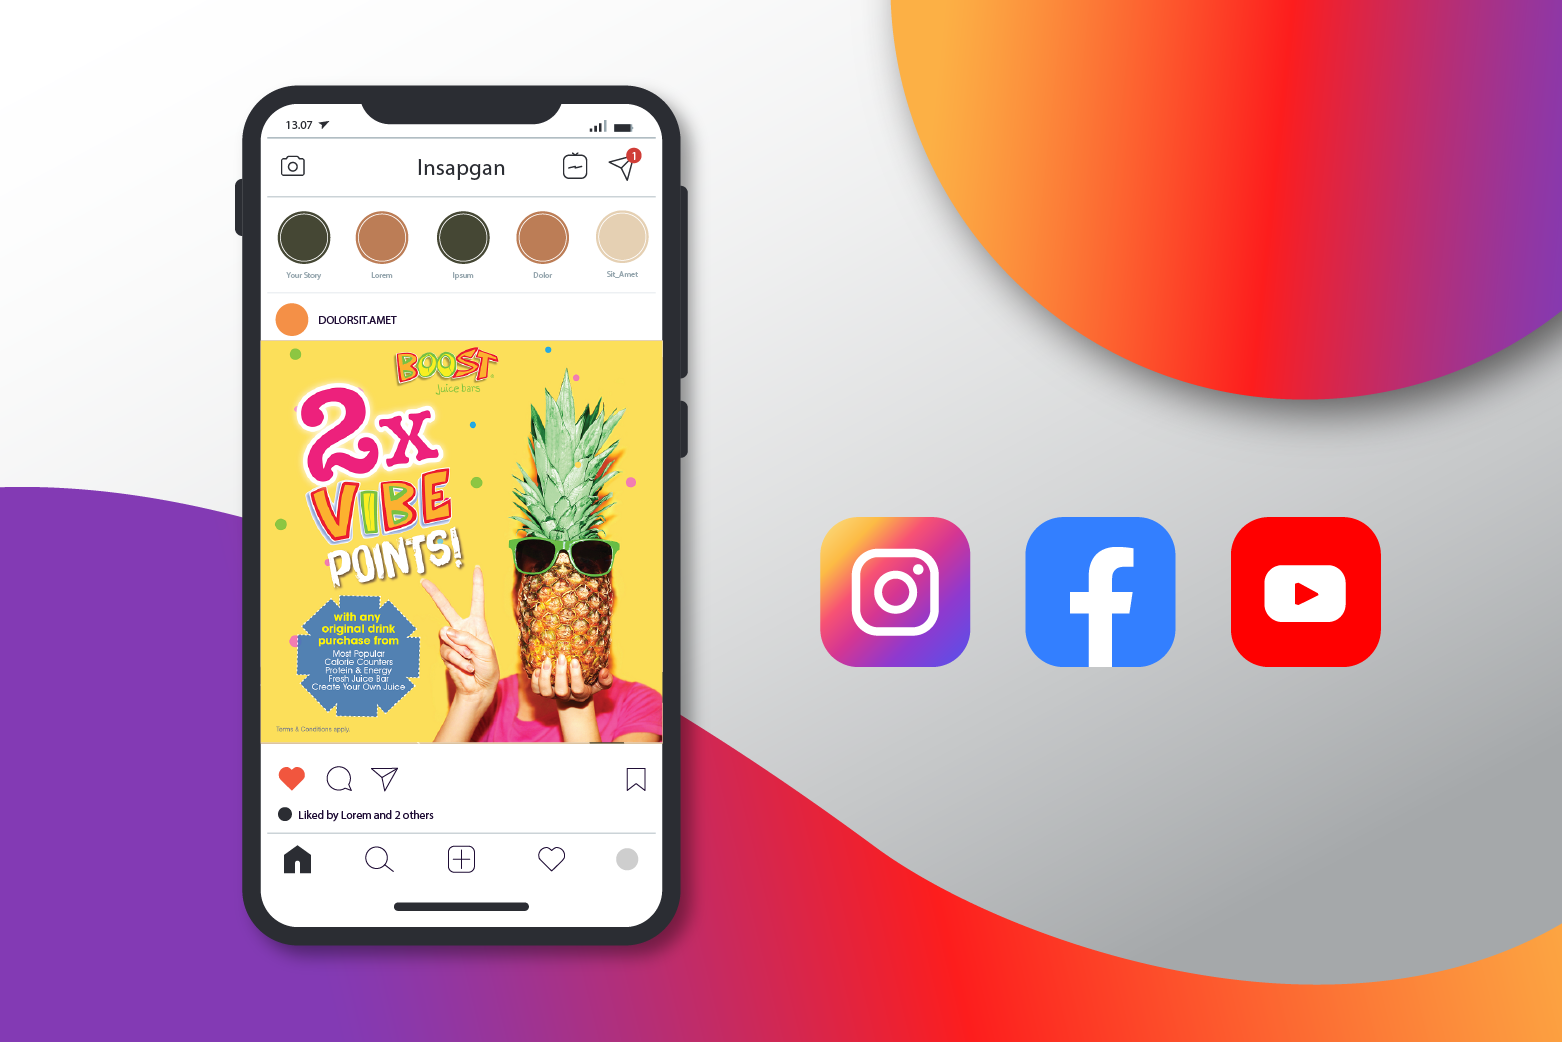 13.07
Insapgan
1
Your Story
Lorem
Ipsum
Dolor
Sit_Amet
DOLORSIT.AMET
BOOST
juice bars
2x
VIBE
POINTS!
with any
original drink
purchase from
Most Popular
Calorie Counters
Protein & Energy
Fresh Juice Bar
Create Your Own Juice
Terms & Conditions apply.
Liked by Lorem and 2 others